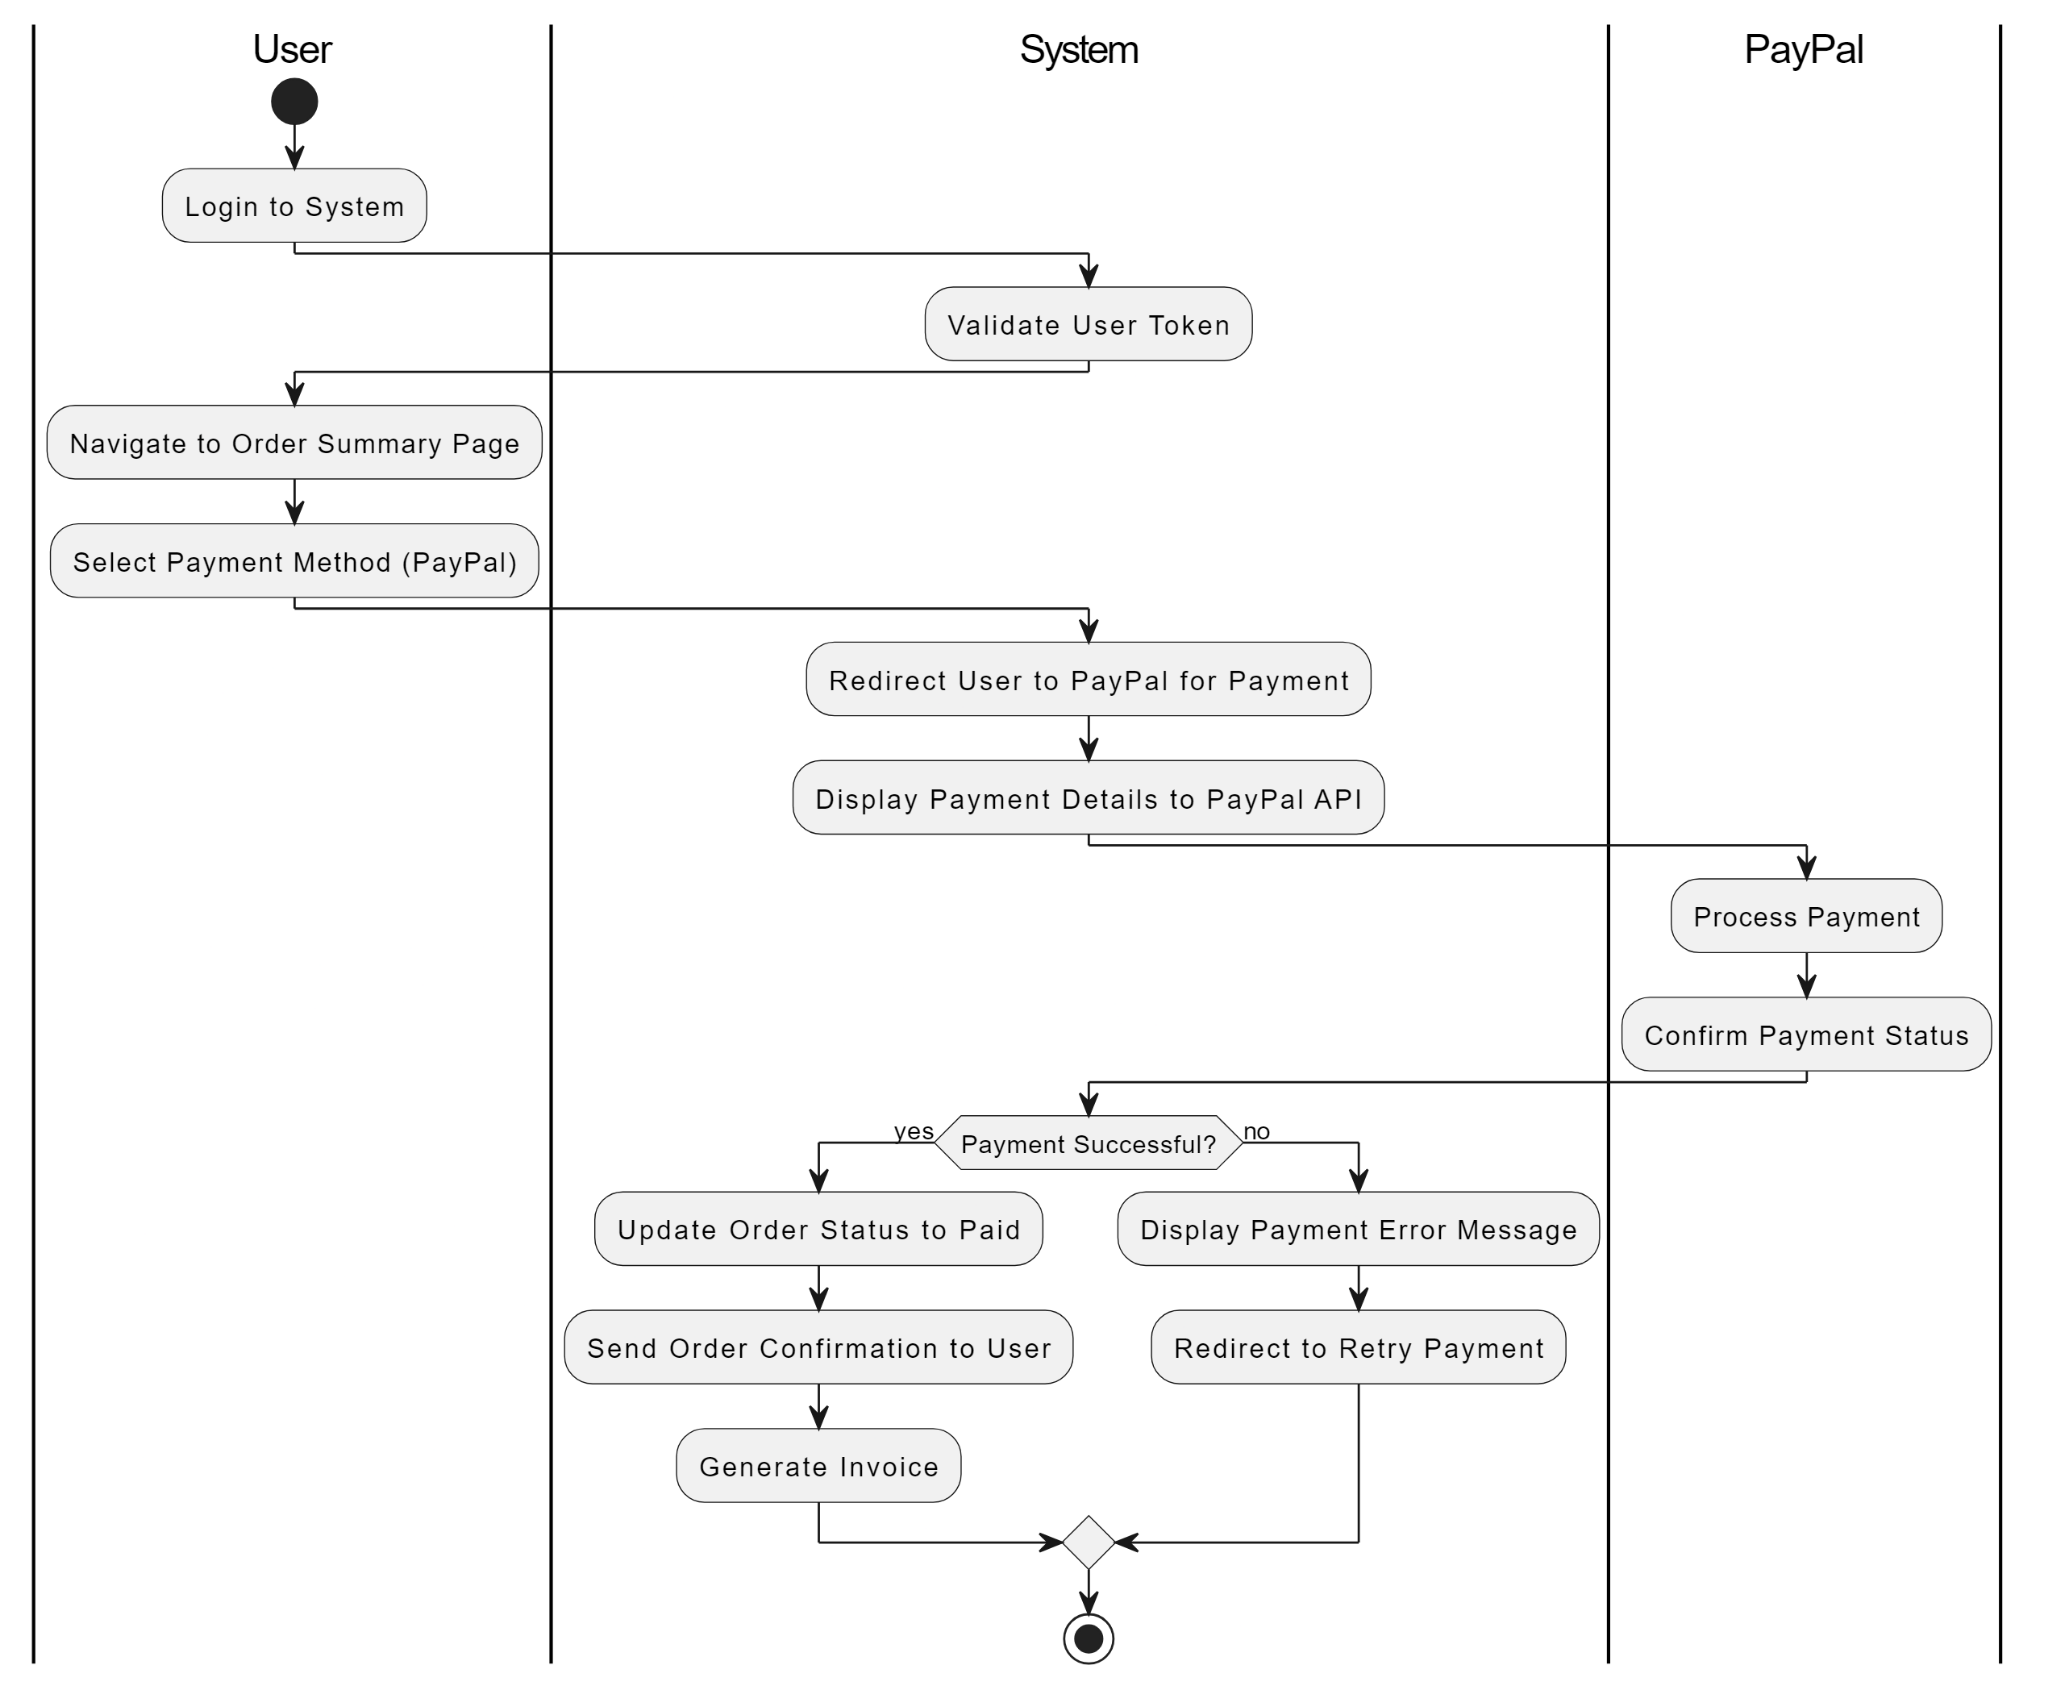 User
System
PayPal
Login to System
Validate User Token
Navigate to Order Summary Page
Select Payment Method (PayPal)
Redirect User to PayPal for Payment
Display Payment Details to PayPal API
Process Payment
Confirm Payment Status
yes
Payment Successful?
no
Update Order Status to Paid
Display Payment Error Message
Send Order Confirmation to User
Redirect to Retry Payment
Generate Invoice